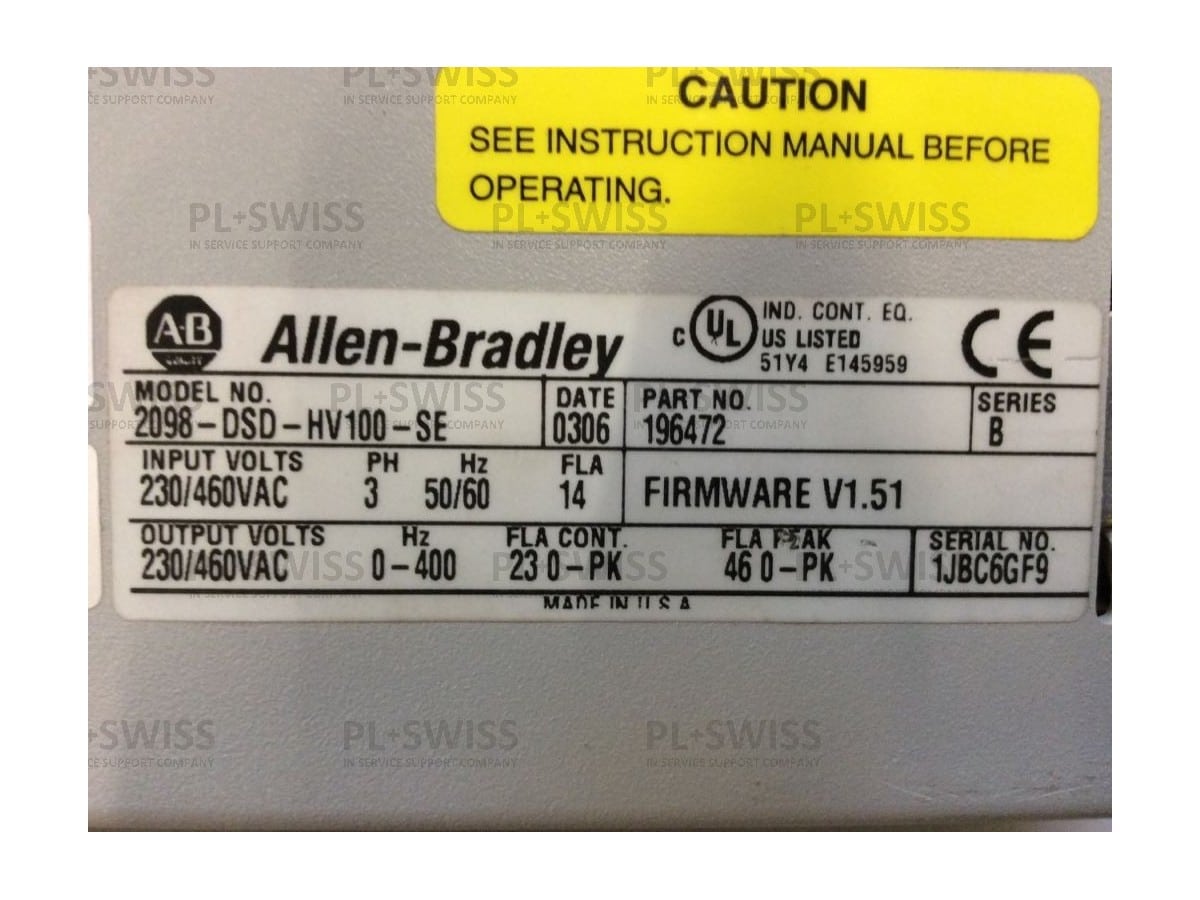 CAUTION
SEE INSTRUCTION MANUAL BEFORE
OPERATING.
A-B
Allen-Bradley
C UL IND. CONT. EQ.
US LISTED
51Y4 E145959
CE
MODEL NO. DATE PART NO. SERIES
2098-DSD-HV100-SE 0306 196472 B
INPUT VOLTS PH Hz FLA
230/460VAC 3 50/60 14 FIRMWARE V1.51
OUTPUT VOLTS Hz FLA CONT. FLA PEAK SERIAL NO.
230/460VAC 0-400 23 0-PK 46 0-PK 1JBC6GF9
MADE IN U S A
PL+SWISS
IN SERVICE SUPPORT COMPANY